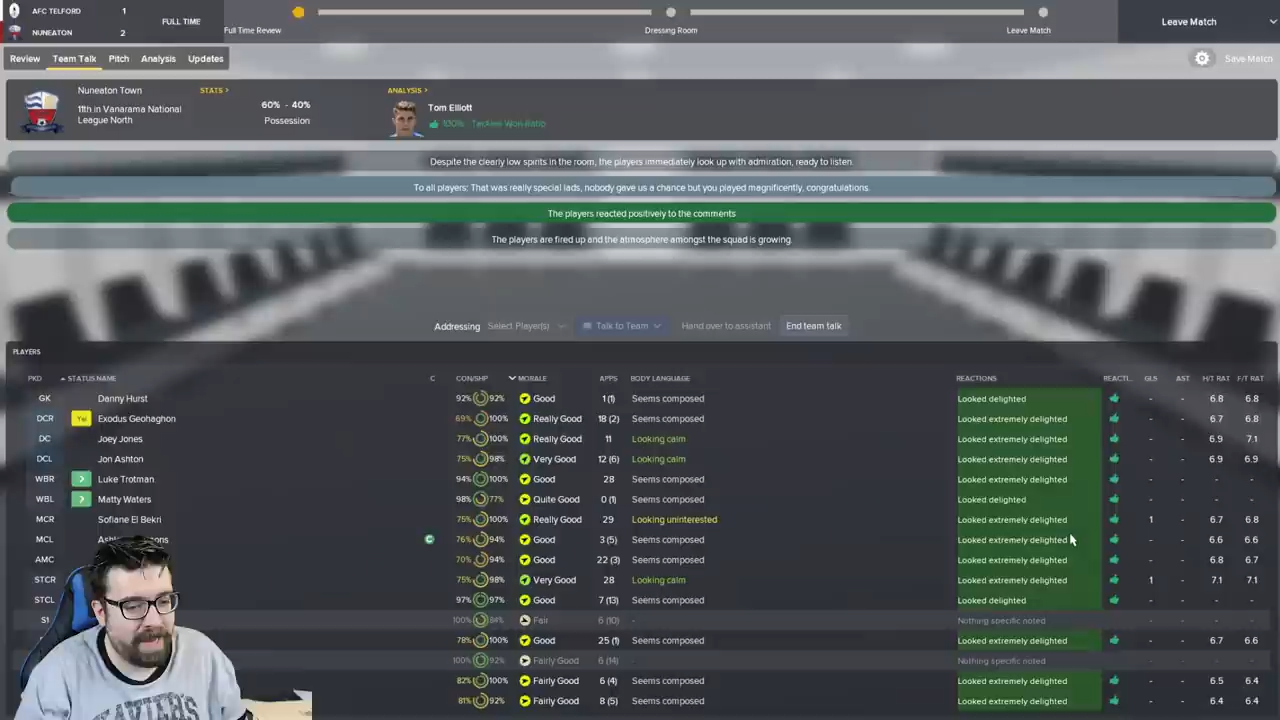 AFC TELFORD 1
NUNEATON 2
FULL TIME
Full Time Review
Dressing Room
Leave Match
Leave Match
Review Team Talk Pitch Analysis Updates
Save Match
Nuneaton Town
11th in Vanarama National
League North
STATS >
60% - 40%
Possession
ANALYSIS >
Tom Elliott
100% Tackles Won Ratio
Despite the clearly low spirits in the room, the players immediately look up with admiration, ready to listen.
To all players: That was really special lads, nobody gave us a chance but you played magnificently, congratulations.
The players reacted positively to the comments
The players are fired up and the atmosphere amongst the squad is growing.
Addressing Select Player(s) Talk to Team Hand over to assistant End team talk
PLAYERS
PKD STATUS NAME C CON/SHP MORALE APPS BODY LANGUAGE REACTIONS REACTI... GLS AST H/T RAT F/T RAT
GK Danny Hurst 92% 92% Good 1 (1) Seems composed Looked delighted - - 6.8 6.8
DCR Yel Exodus Geohaghon 69% 100% Really Good 18 (2) Seems composed Looked extremely delighted - - 6.7 6.8
DC Joey Jones 77% 100% Really Good 11 Looking calm Looked extremely delighted - - 6.9 7.1
DCL Jon Ashton 75% 98% Very Good 12 (6) Looking calm Looked extremely delighted - - 6.9 6.9
WBR Luke Trotman 94% 100% Good 28 Seems composed Looked extremely delighted - - - -
WBL Matty Waters 98% 77% Quite Good 0 (1) Seems composed Looked delighted - - - -
MCR Sofiane El Bekri 75% 100% Really Good 29 Looking uninterested Looked extremely delighted 1 - 6.7 6.8
MCL C 76% 94% Good 3 (5) Seems composed Looked extremely delighted - - 6.6 6.6
AMC 70% 94% Good 22 (3) Seems composed Looked extremely delighted - - 6.8 6.7
STCR 75% 98% Very Good 28 Looking calm Looked extremely delighted 1 - 7.1 7.1
STCL 97% 97% Good 7 (13) Seems composed Looked delighted - - - -
S1 100% 84% Fair 6 (10) - Nothing specific noted - - - -
78% 100% Good 25 (1) Seems composed Looked extremely delighted - - 6.7 6.6
100% 92% Fairly Good 6 (14) - Nothing specific noted - - - -
82% 100% Fairly Good 6 (4) Seems composed Looked extremely delighted - - 6.5 6.4
81% 92% Fairly Good 8 (5) Seems composed Looked extremely delighted - - 6.4 6.4